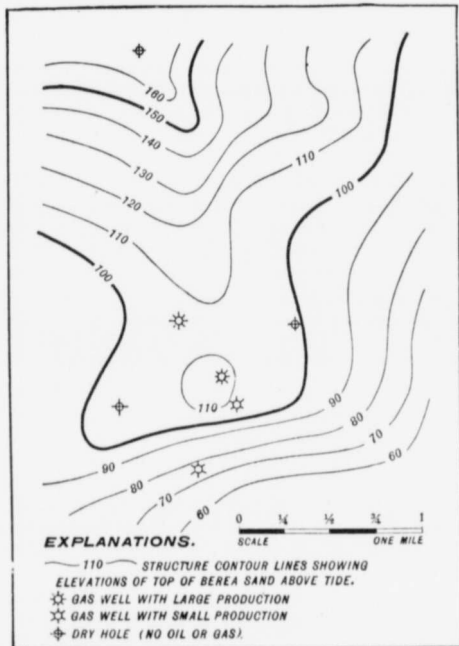 160
150
140
130
120
110
110
100
100
110
90
80
70
60
90
80
70
60
0 ¼ ½ ¾ 1
SCALE ONE MILE
EXPLANATIONS.
110 STRUCTURE CONTOUR LINES SHOWING
ELEVATIONS OF TOP OF BEREA SAND ABOVE TIDE.
GAS WELL WITH LARGE PRODUCTION
GAS WELL WITH SMALL PRODUCTION
DRY HOLE (NO OIL OR GAS).